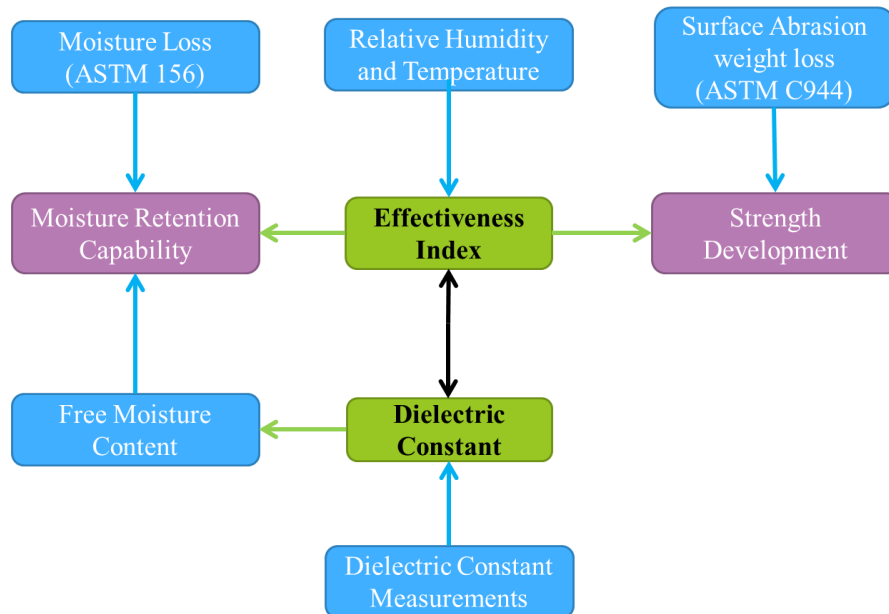 Moisture Loss
(ASTM 156)
Relative Humidity
and Temperature
Surface Abrasion
weight loss
(ASTM C944)
Moisture Retention
Capability
Effectiveness
Index
Strength
Development
Free Moisture
Content
Dielectric
Constant
Dielectric Constant
Measurements